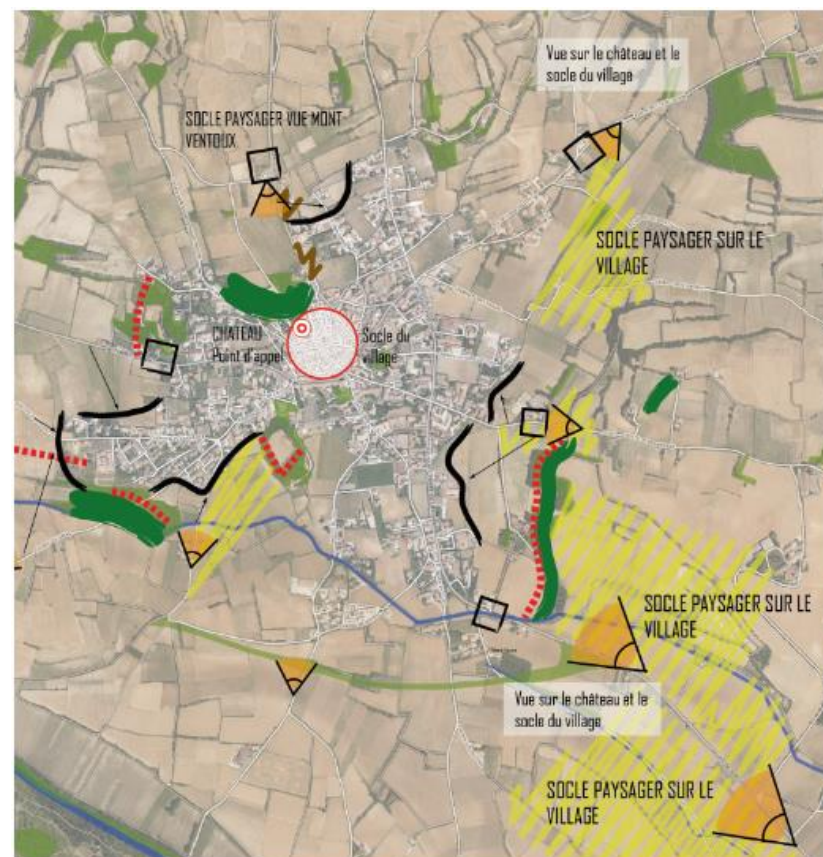 Vue sur le château et le
socle du village
SOCLE PAYSAGER VUE MONT
VENTOUX
SOCLE PAYSAGER SUR LE
VILLAGE
CHATEAU
Point d'appel
Socle du
village
SOCLE PAYSAGER SUR LE
VILLAGE
Vue sur le château et le
socle du village
SOCLE PAYSAGER SUR LE
VILLAGE